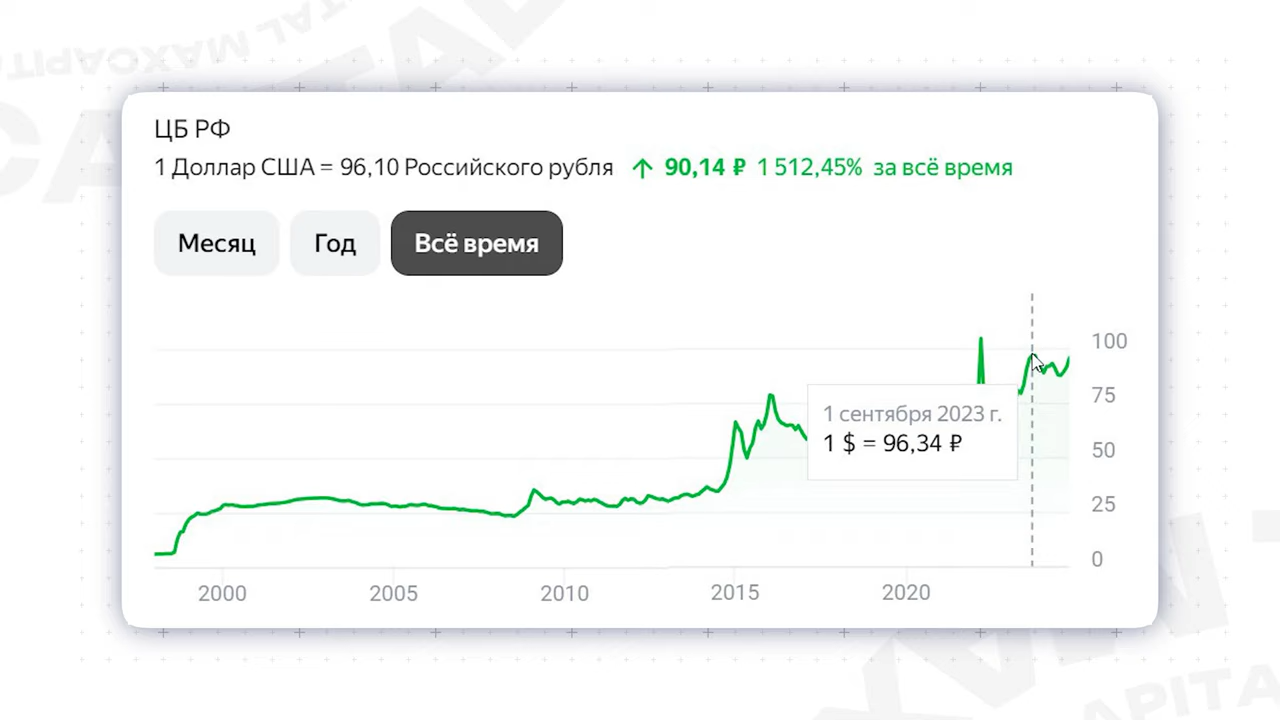 ЦБ РФ
1 Доллар США = 96,10 Российского рубля ↑ 90,14 ₽ 1 512,45% за всё время
Месяц Год Всё время
100
75
1 сентября 2023 г.
1 $ = 96,34 ₽
50
25
0
2000 2005 2010 2015 2020
MAXCAPITAL